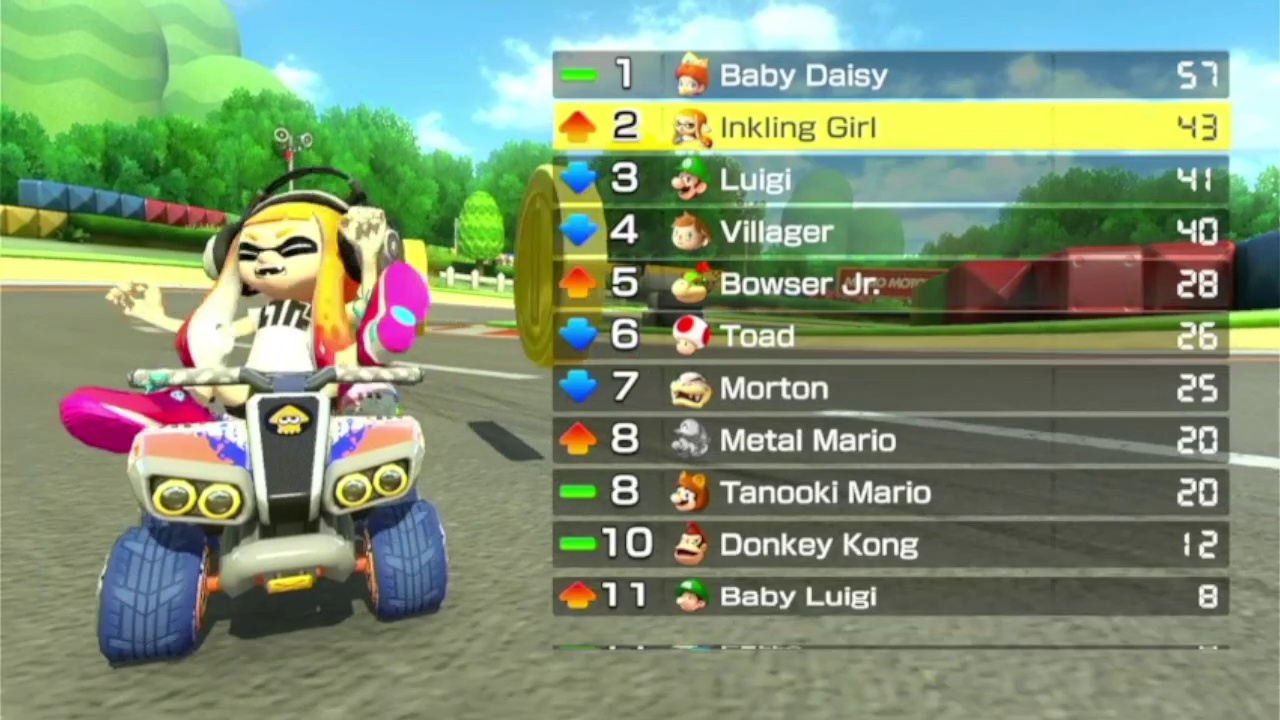 1 Baby Daisy 57
2 Inkling Girl 43
3 Luigi 41
4 Villager 40
5 Bowser Jr. 28
6 Toad 26
7 Morton 25
8 Metal Mario 20
8 Tanooki Mario 20
10 Donkey Kong 12
11 Baby Luigi 8